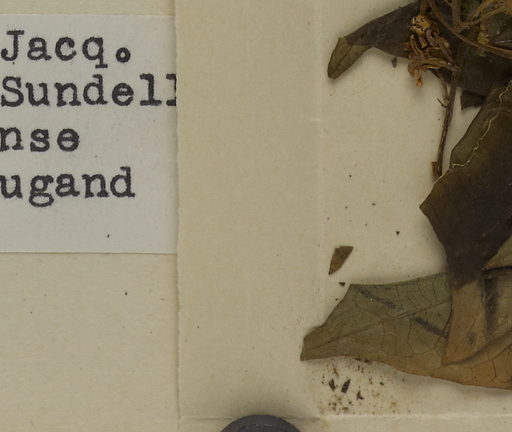 Jacq.
Sundell
nse
ugand